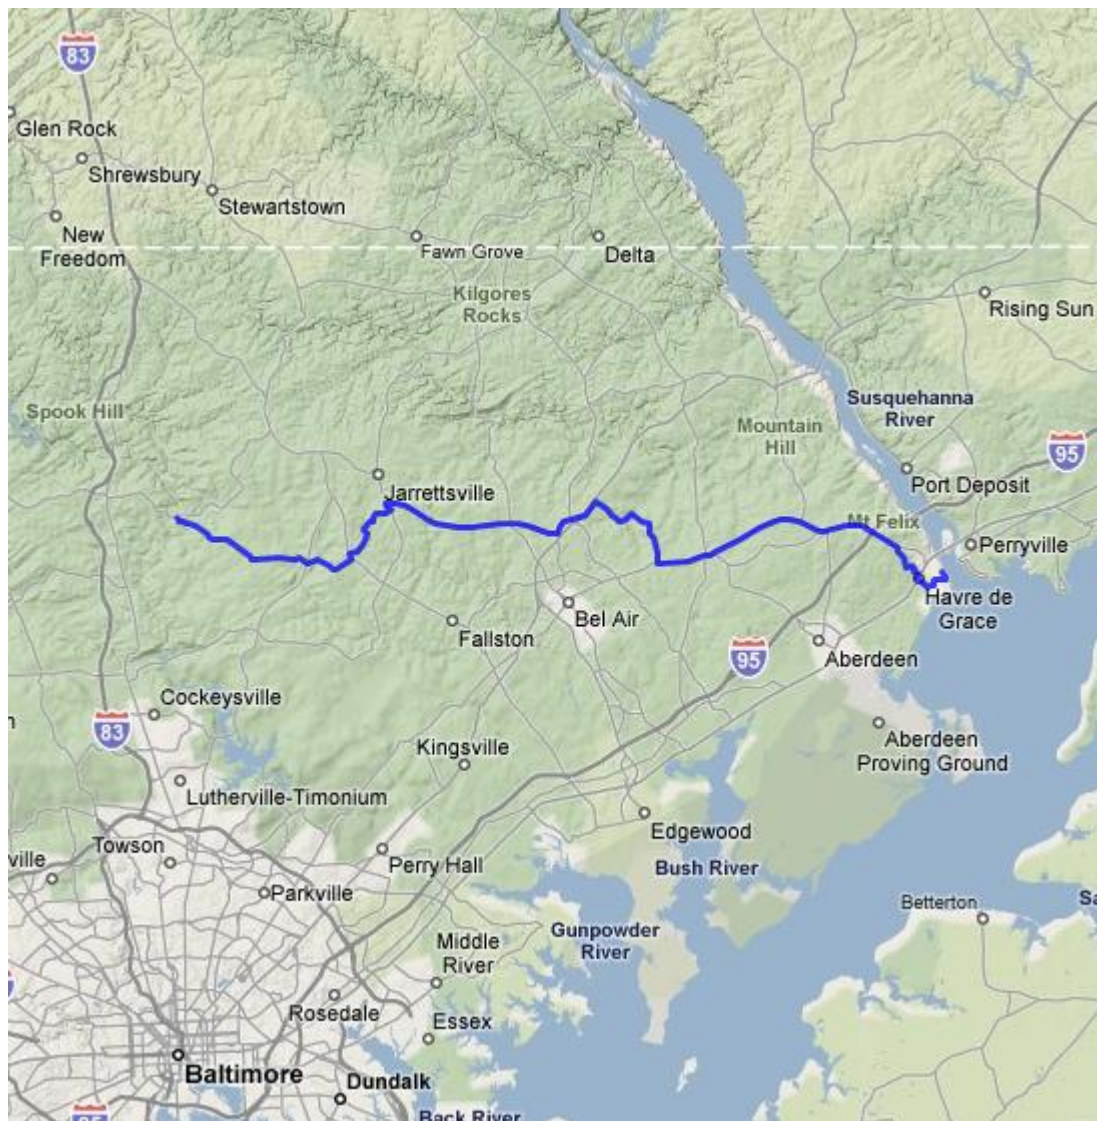 83
Glen Rock
Shrewsbury
Stewartstown
New
Freedom
Fawn Grove
Delta
Kilgores
Rocks
Rising Sun
Spook Hill
Susquehanna
River
Mountain
Hill
95
Jarrettsville
Port Deposit
Mt Felix
Perryville
Havre de
Grace
Bel Air
Fallston
95
Aberdeen
Cockeysville
n
83
Kingsville
Aberdeen
Proving Ground
Lutherville-Timonium
Edgewood
Towson
ville
Perry Hall
Bush River
Parkville
Betterton
Sa
Gunpowder
River
Middle
River
Rosedale
Essex
Baltimore
Dundalk
Back River